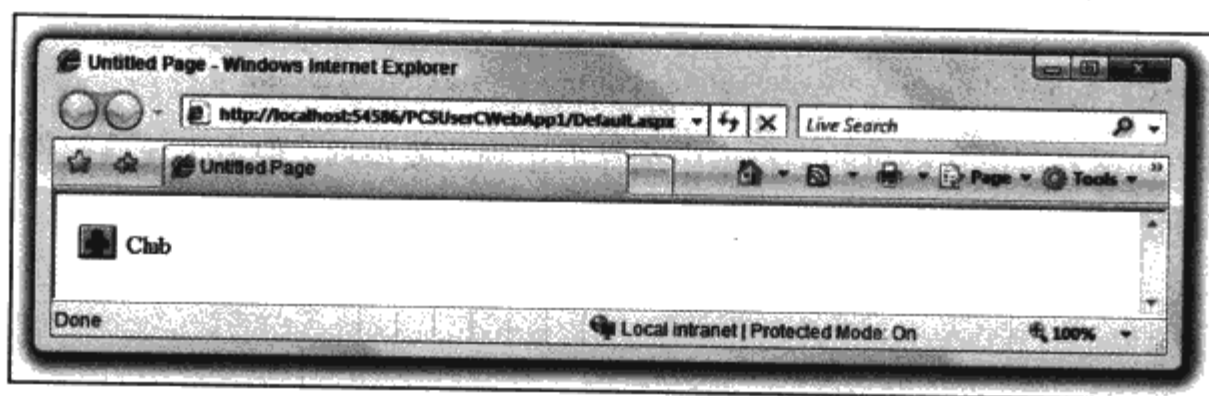 Untitled Page - Windows Internet Explorer
http://localhost:54586/PCSUserCWebApp1/Default.aspx
Live Search
Untitled Page
Page
Tools
Club
Done
Local intranet | Protected Mode: On
100%